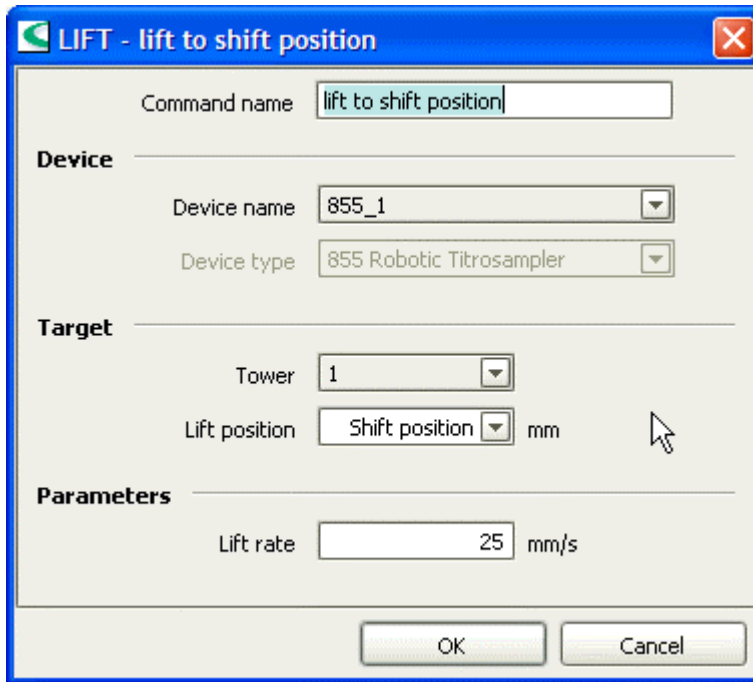 LIFT - lift to shift position
Command name lift to shift position
Device
Device name 855_1
Device type 855 Robotic Titrosampler
Target
Tower 1
Lift position Shift position mm
Parameters
Lift rate 25 mm/s
OK Cancel